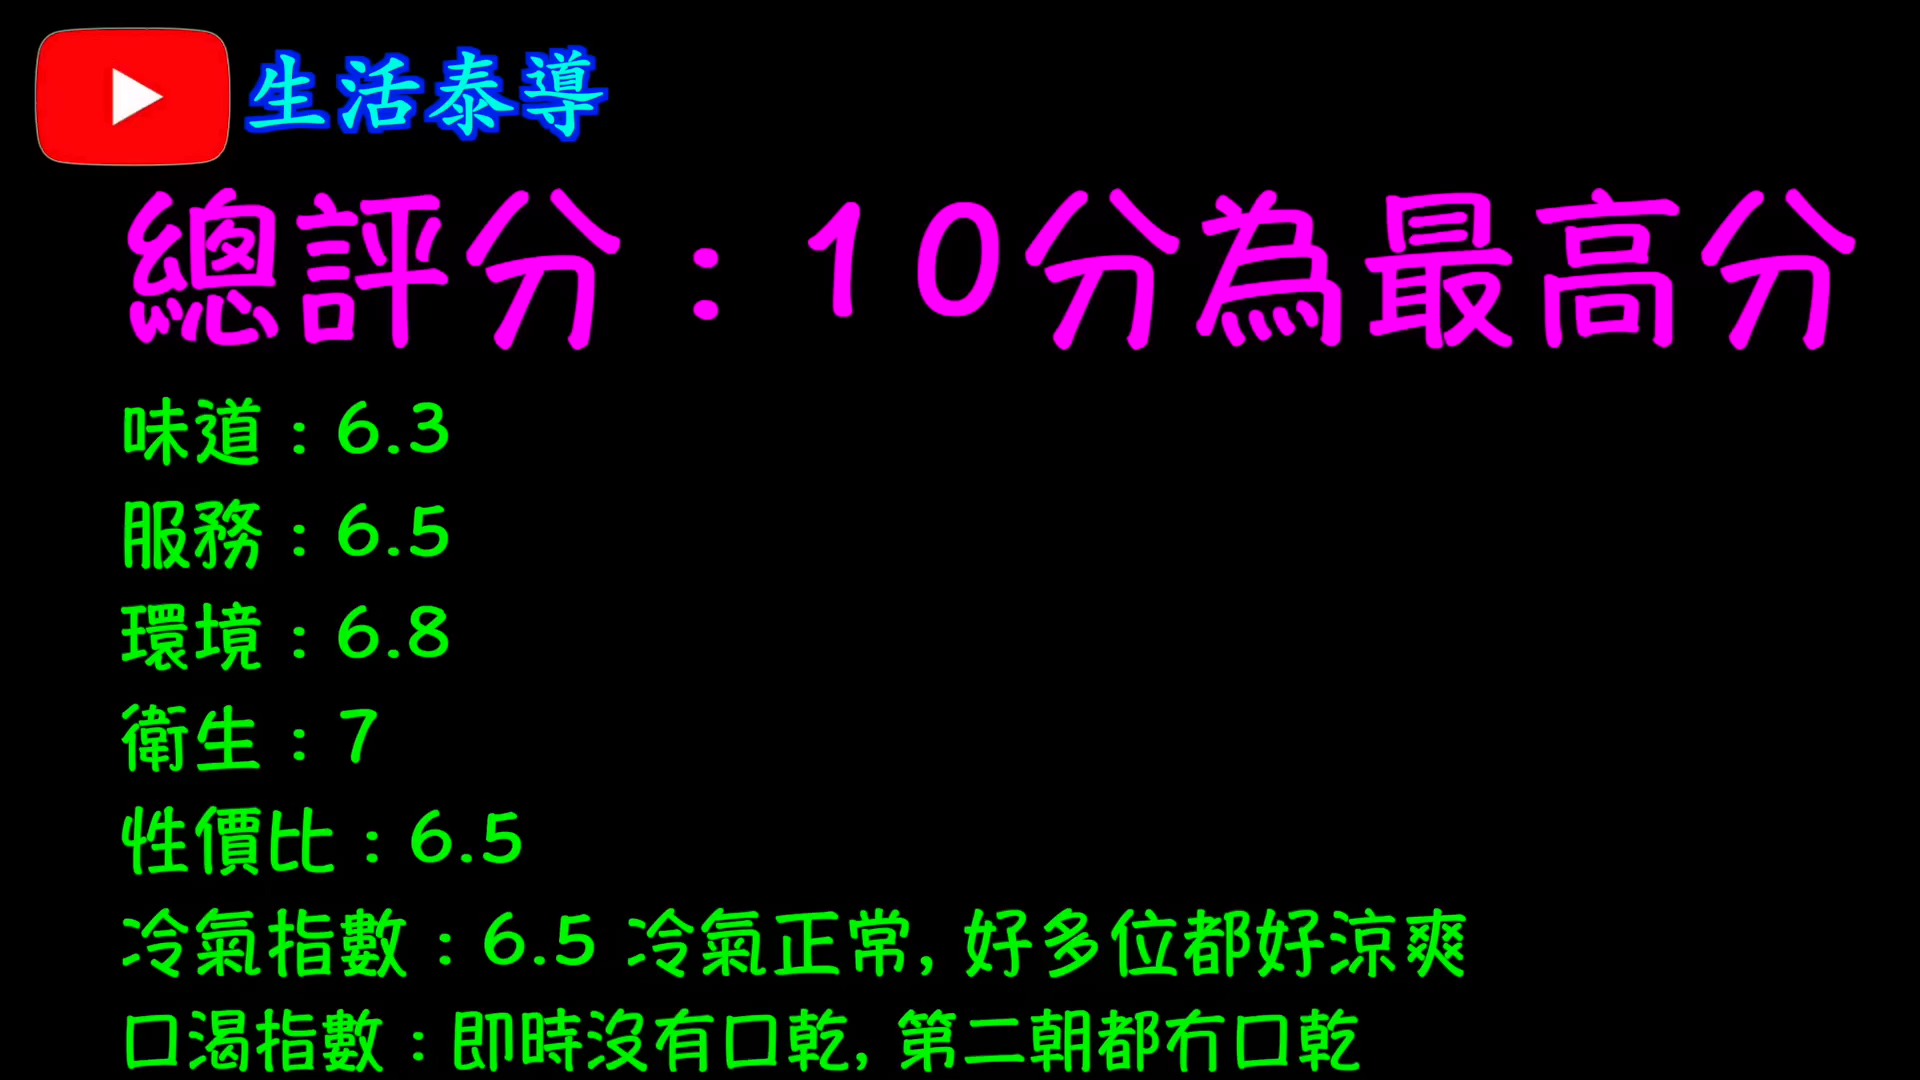 生活泰導
總評分：10分為最高分
味道：6.3
服務：6.5
環境：6.8
衛生：7
性價比：6.5
冷氣指數：6.5 冷氣正常, 好多位都好涼爽
口渴指數：即時沒有口乾, 第二朝都冇口乾